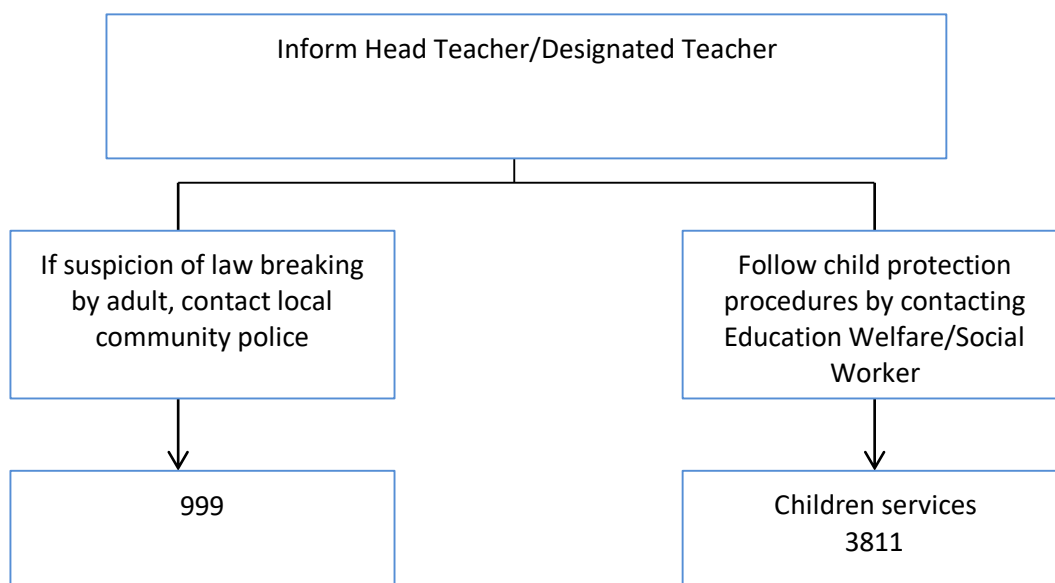 Inform Head Teacher/Designated Teacher
If suspicion of law breaking
by adult, contact local
community police
Follow child protection
procedures by contacting
Education Welfare/Social
Worker
999
Children services
3811